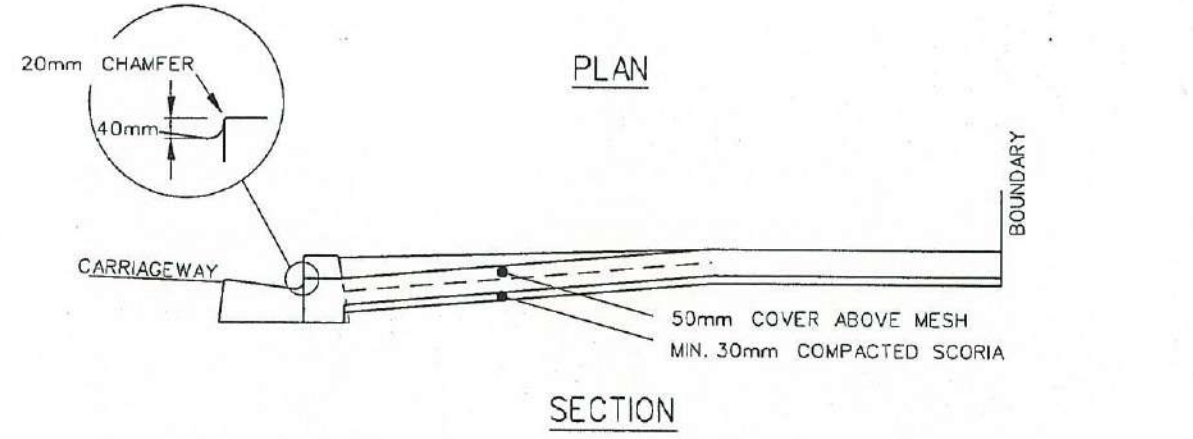 20mm CHAMFER
PLAN
40mm
BOUNDARY
CARRIAGEWAY
50mm COVER ABOVE MESH
MIN. 30mm COMPACTED SCORIA
SECTION